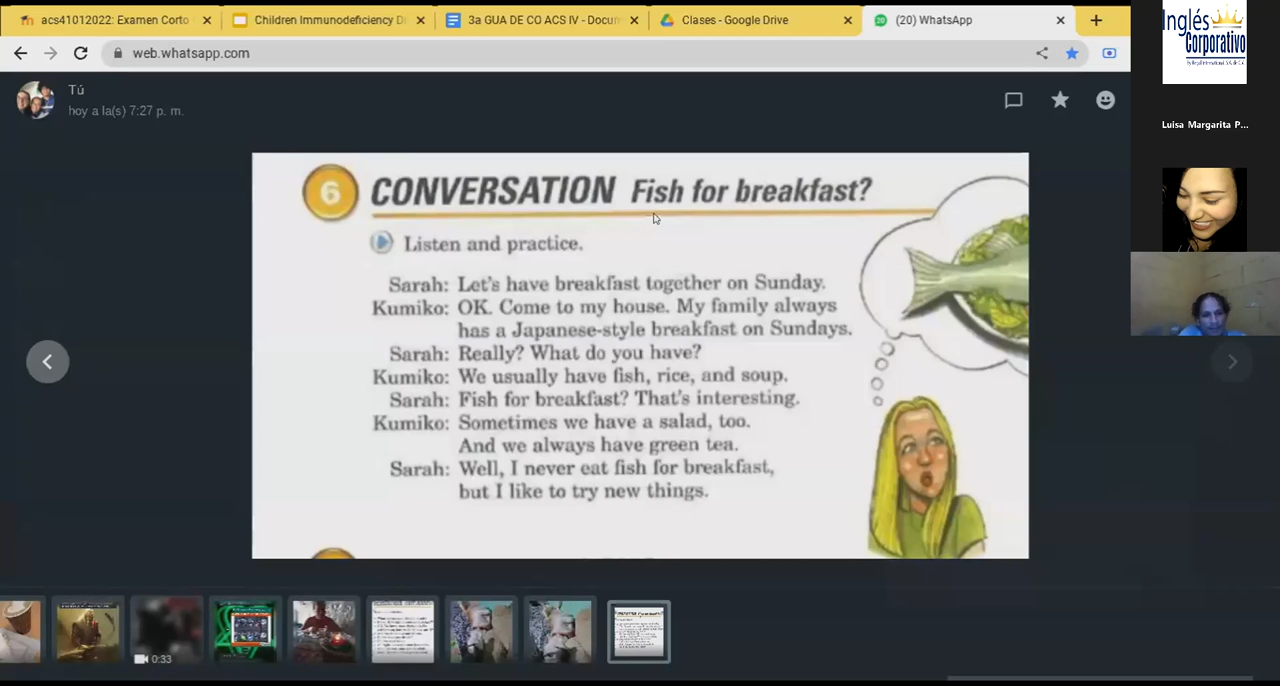 acs41012022: Examen Corto
Children Immunodeficiency D
3a GUA DE CO ACS IV - Docum
Clases - Google Drive
(20) WhatsApp
web.whatsapp.com
Tú
hoy a la(s) 7:27 p. m.
6 CONVERSATION Fish for breakfast?
Listen and practice.
Sarah: Let's have breakfast together on Sunday.
Kumiko: OK. Come to my house. My family always
has a Japanese-style breakfast on Sundays.
Sarah: Really? What do you have?
Kumiko: We usually have fish, rice, and soup.
Sarah: Fish for breakfast? That's interesting.
Kumiko: Sometimes we have a salad, too.
And we always have green tea.
Sarah: Well, I never eat fish for breakfast,
but I like to try new things.
0:33
Inglés
Corporativo
Luisa Margarita P...